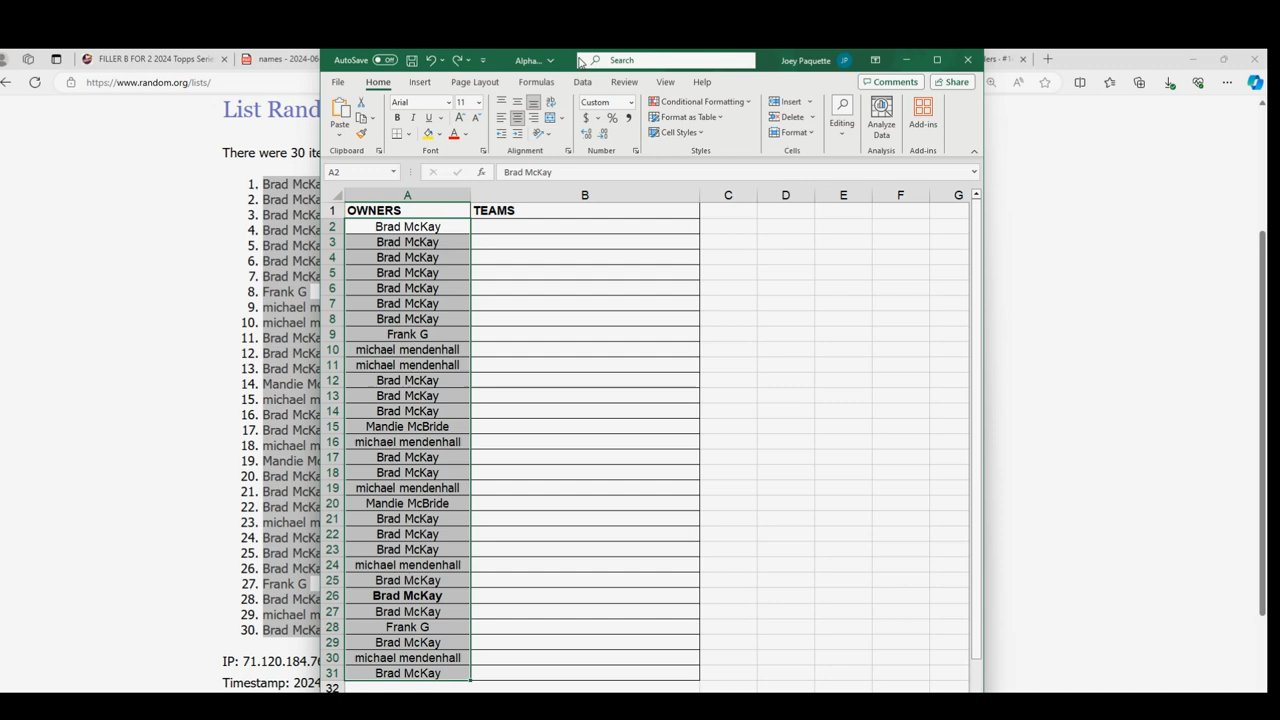 FILLER B FOR 2 2024 Topps Serie
names - 2024-06
https://www.random.org/lists/
List Rand
There were 30 ite
1. Brad McKa
2. Brad McKa
3. Brad McKa
4. Brad McKa
5. Brad McKa
6. Brad McKa
7. Brad McKa
8. Frank G
9. michael m
10. michael m
11. Brad McKa
12. Brad McKa
13. Brad McKa
14. Mandie Mc
15. michael m
16. Brad McKa
17. Brad McKa
18. michael m
19. Mandie Mc
20. Brad McKa
21. Brad McKa
22. Brad McKa
23. michael m
24. Brad McKa
25. Brad McKa
26. Brad McKa
27. Frank G
28. Brad McKa
29. michael m
30. Brad McKa
IP: 71.120.184.76
Timestamp: 2024
AutoSave Off Alpha... Search Joey Paquette JP
File Home Insert Page Layout Formulas Data Review View Help Comments Share
Paste Arial 11 Custom Conditional Formatting Insert Editing Analyze Data Add-ins
B I U A A $ % 9 Format as Table Delete
Cell Styles Format
Clipboard Font Alignment Number Styles Cells Analysis Add-ins
A2 fx Brad McKay
A B C D E F G
1 OWNERS TEAMS
2 Brad McKay
3 Brad McKay
4 Brad McKay
5 Brad McKay
6 Brad McKay
7 Brad McKay
8 Brad McKay
9 Frank G
10 michael mendenhall
11 michael mendenhall
12 Brad McKay
13 Brad McKay
14 Brad McKay
15 Mandie McBride
16 michael mendenhall
17 Brad McKay
18 Brad McKay
19 michael mendenhall
20 Mandie McBride
21 Brad McKay
22 Brad McKay
23 Brad McKay
24 michael mendenhall
25 Brad McKay
26 Brad McKay
27 Brad McKay
28 Frank G
29 Brad McKay
30 michael mendenhall
31 Brad McKay
32